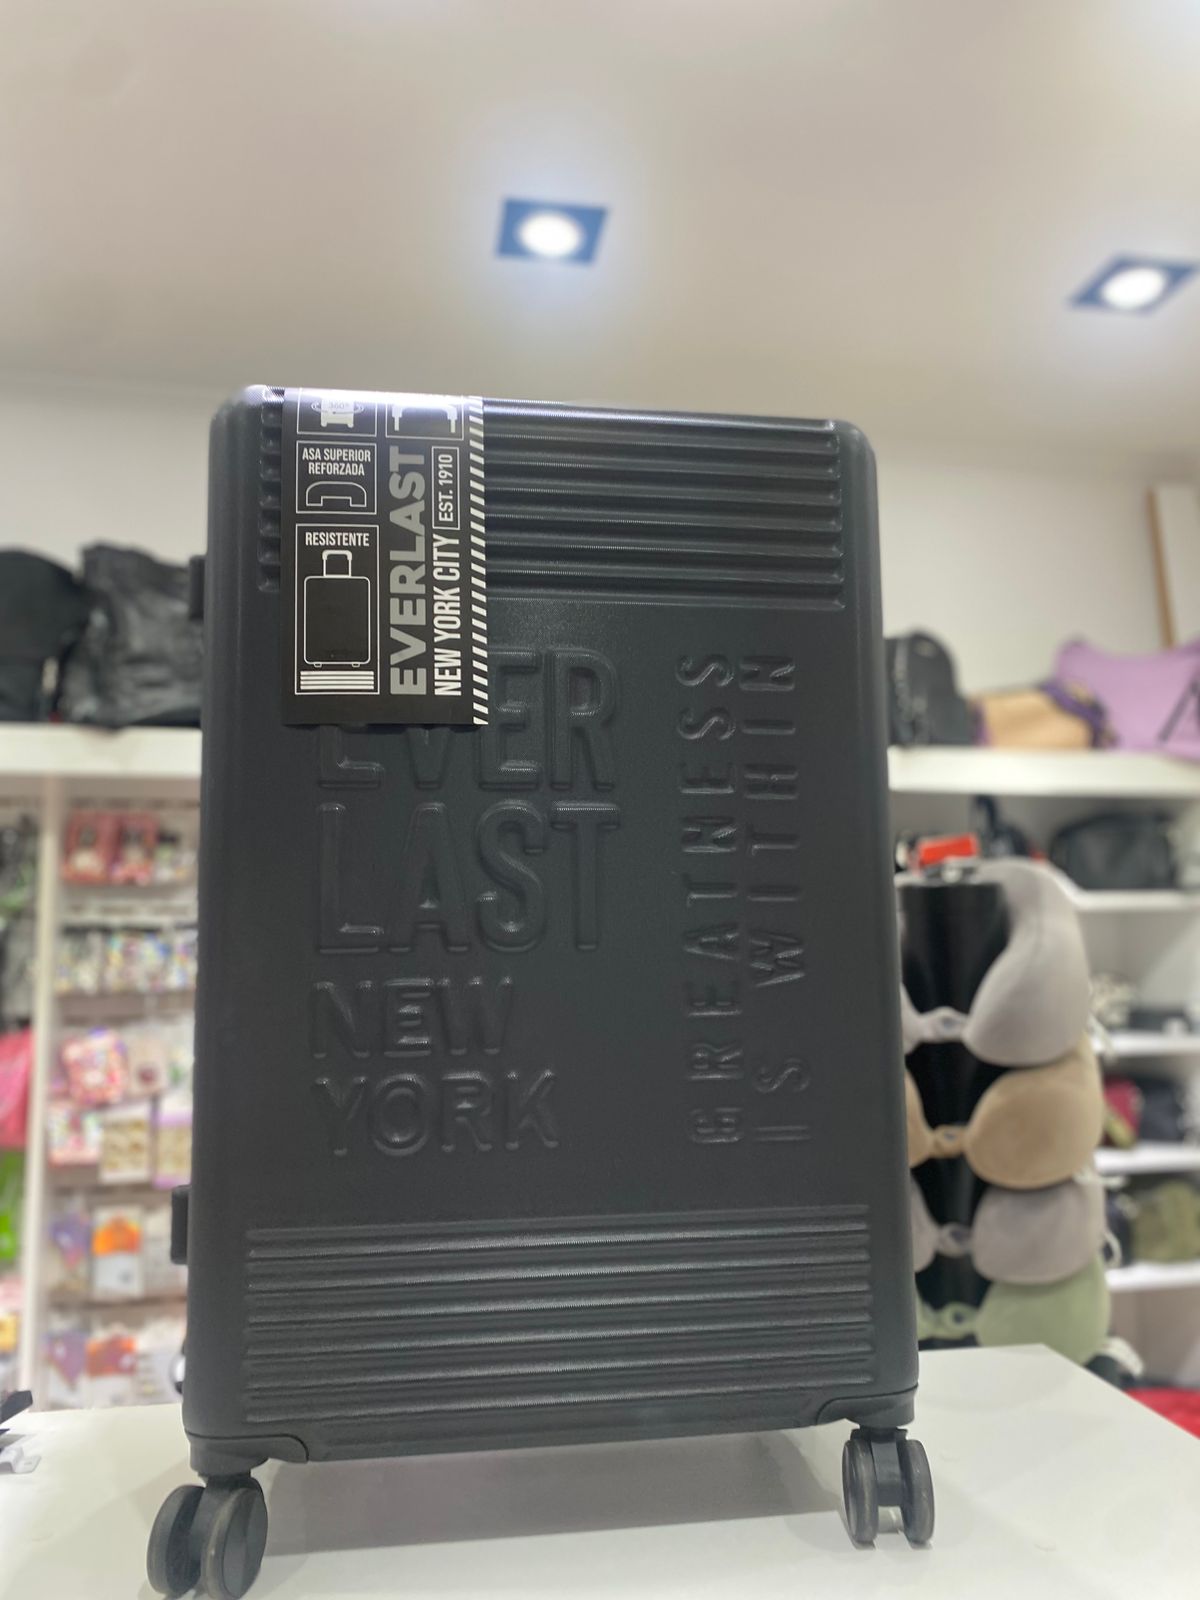 360°
ASA SUPERIOR
REFORZADA
RESISTENTE
EVERLAST
NEW YORK CITY
EST. 1910
EVER
LAST
NEW
YORK
GREATNESS
IS WITHIN